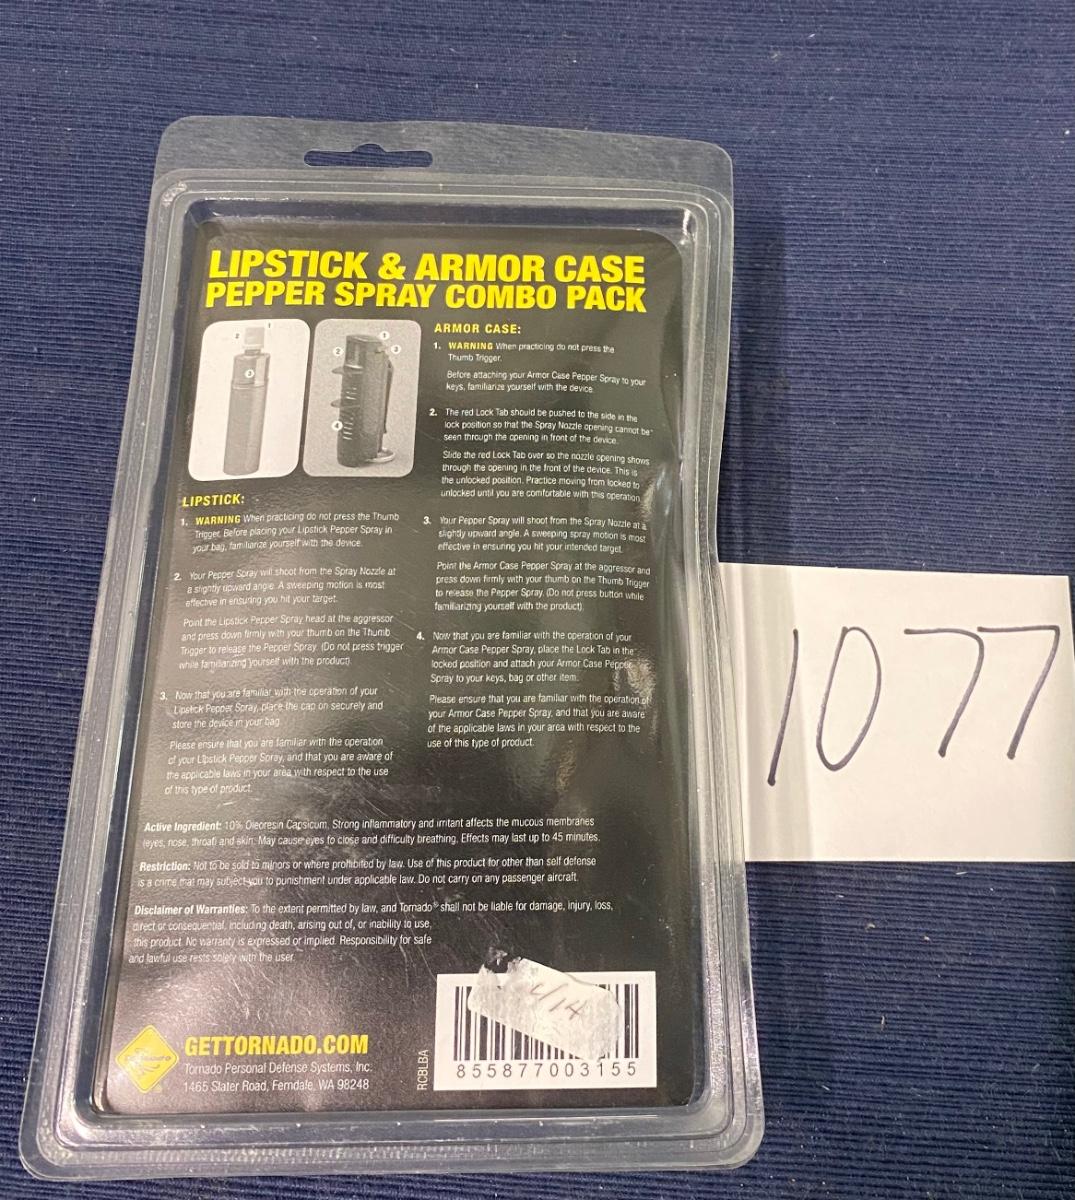 LIPSTICK & ARMOR CASE
PEPPER SPRAY COMBO PACK
1
2
3
1
2
3
4
LIPSTICK:
1. WARNING When practicing do not press the Thumb
Trigger. Before placing your Lipstick Pepper Spray in
your bag, familiarize yourself with the device.
2. Your Pepper Spray will shoot from the Spray Nozzle at
a slightly upward angle. A sweeping motion is most
effective in ensuring you hit your target.
Point the Lipstick Pepper Spray head at the aggressor
and press down firmly with your thumb on the Thumb
Trigger to release the Pepper Spray. (Do not press trigger
while familiarizing yourself with the product).
3. Now that you are familiar with the operation of your
Lipstick Pepper Spray, place the cap on securely and
store the device in your bag.
Please ensure that you are familiar with the operation
of your Lipstick Pepper Spray, and that you are aware of
the applicable laws in your area with respect to the use
of this type of product.
ARMOR CASE:
1. WARNING When practicing do not press the
Thumb Trigger.
Before attaching your Armor Case Pepper Spray to your
keys, familiarize yourself with the device.
2. The red Lock Tab should be pushed to the side in the
lock position so that the Spray Nozzle opening cannot be
seen through the opening in front of the device.
Slide the red Lock Tab over so the nozzle opening shows
through the opening in the front of the device. This is
the unlocked position. Practice moving from locked to
unlocked until you are comfortable with this operation.
3. Your Pepper Spray will shoot from the Spray Nozzle at a
slightly upward angle. A sweeping spray motion is most
effective in ensuring you hit your intended target.
Point the Armor Case Pepper Spray at the aggressor and
press down firmly with your thumb on the Thumb Trigger
to release the Pepper Spray. (Do not press button while
familiarizing yourself with the product).
4. Now that you are familiar with the operation of your
Armor Case Pepper Spray, place the Lock Tab in the
locked position and attach your Armor Case Pepper
Spray to your keys, bag or other item.
Please ensure that you are familiar with the operation of
your Armor Case Pepper Spray, and that you are aware
of the applicable laws in your area with respect to the
use of this type of product.
Active Ingredient: 10% Oleoresin Capsicum. Strong inflammatory and irritant affects the mucous membranes
(eyes, nose, throat) and skin. May cause eyes to close and difficulty breathing. Effects may last up to 45 minutes.
Restriction: Not to be sold to minors or where prohibited by law. Use of this product for other than self defense
is a crime that may subject you to punishment under applicable law. Do not carry on any passenger aircraft.
Disclaimer of Warranties: To the extent permitted by law, and Tornado® shall not be liable for damage, injury, loss,
direct or consequential, including death, arising out of, or inability to use,
this product. No warranty is expressed or implied. Responsibility for safe
and lawful use rests solely with the user.
GETTORNADO.COM
Tornado Personal Defense Systems, Inc.
1465 Slater Road, Ferndale, WA 98248
RCBLBA
855877003155
1077